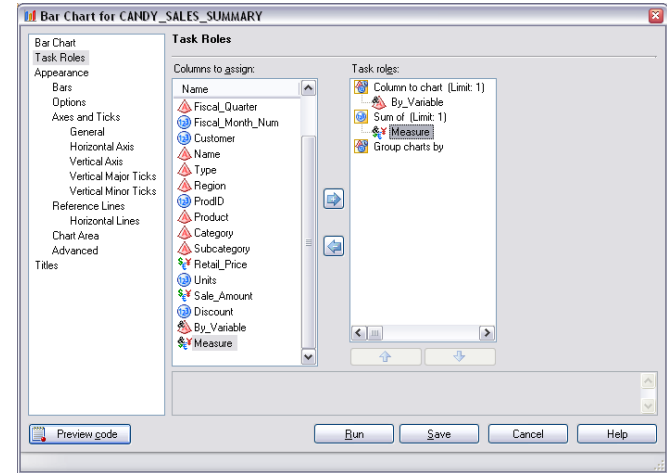 Bar Chart for CANDY_SALES_SUMMARY
Bar Chart
Task Roles
Appearance
Bars
Options
Axes and Ticks
General
Horizontal Axis
Vertical Axis
Vertical Major Ticks
Vertical Minor Ticks
Reference Lines
Horizontal Lines
Chart Area
Advanced
Titles
Task Roles
Columns to assign:
Name
Fiscal_Quarter
Fiscal_Month_Num
Customer
Name
Type
Region
ProdID
Product
Category
Subcategory
Retail_Price
Units
Sale_Amount
Discount
By_Variable
Measure
Task roles:
Column to chart (Limit: 1)
By_Variable
Sum of (Limit: 1)
Measure
Group charts by
Preview code
Run
Save
Cancel
Help